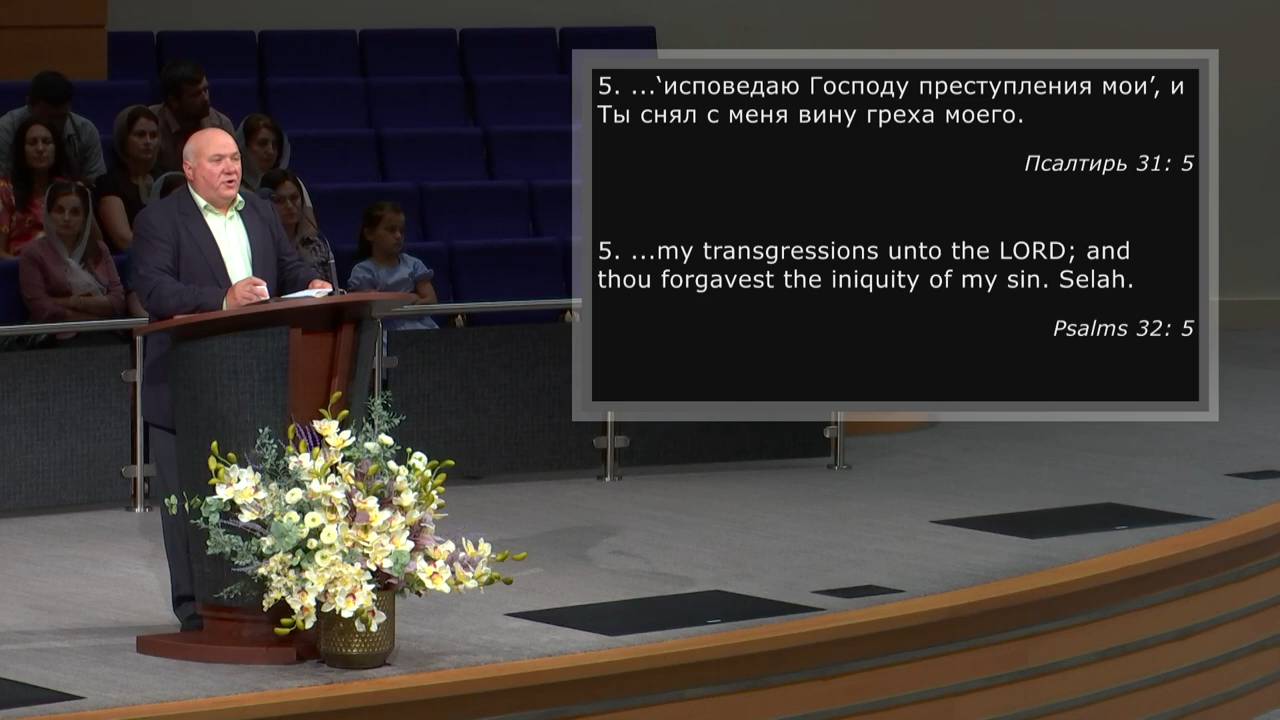 5. ...‘исповедаю Господу преступления мои’, и
Ты снял с меня вину греха моего.
Псалтирь 31: 5
5. ...my transgressions unto the LORD; and
thou forgavest the iniquity of my sin. Selah.
Psalms 32: 5